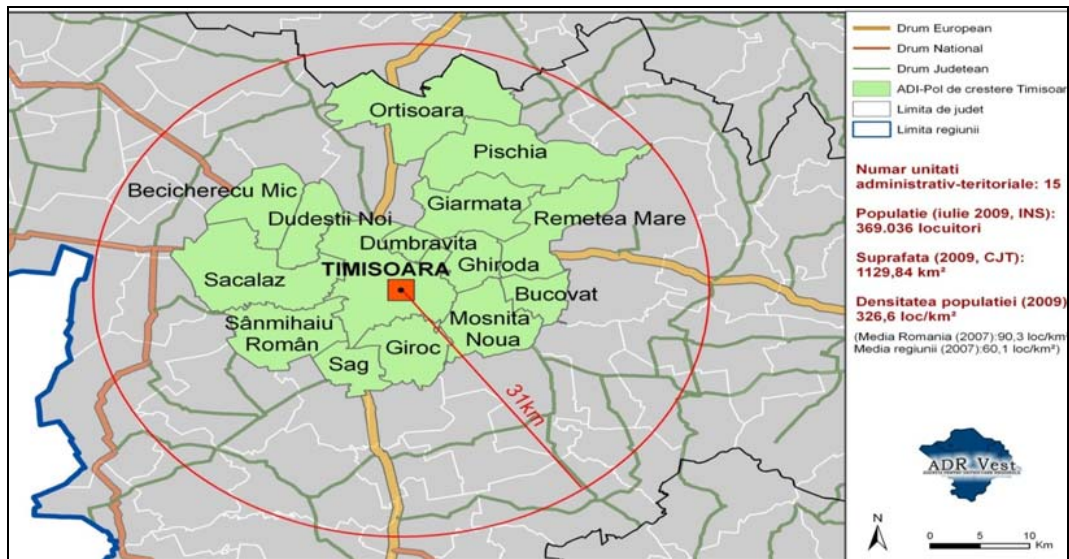 Ortisoara
Pischia
Becicherecu Mic
Giarmata
Dudestii Noi
Remetea Mare
Dumbravita
TIMISOARA
Ghiroda
Sacalaz
Bucovat
Sânmihaiu
Român
Mosnita
Noua
Giroc
Sag
31km
Drum European
Drum National
Drum Judetean
ADI-Pol de crestere Timisoar
Limita de judet
Limita regiunii
Numar unitati
administrativ-teritoriale: 15
Populatie (iulie 2009, INS):
369.036 locuitori
Suprafata (2009, CJT):
1129,84 km²
Densitatea populatiei (2009)
326,6 loc/km²
(Media Romania (2007):90,3 loc/km
Media regiunii (2007):60,1 loc/km²)
ADR Vest
N
0 5 10
Km